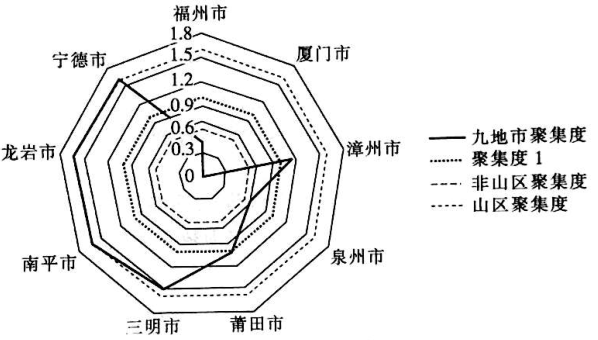 福州市
厦门市
漳州市
泉州市
莆田市
三明市
南平市
龙岩市
宁德市
1.8
1.5
1.2
0.9
0.6
0.3
0
九地市聚集度
聚集度 1
非山区聚集度
山区聚集度